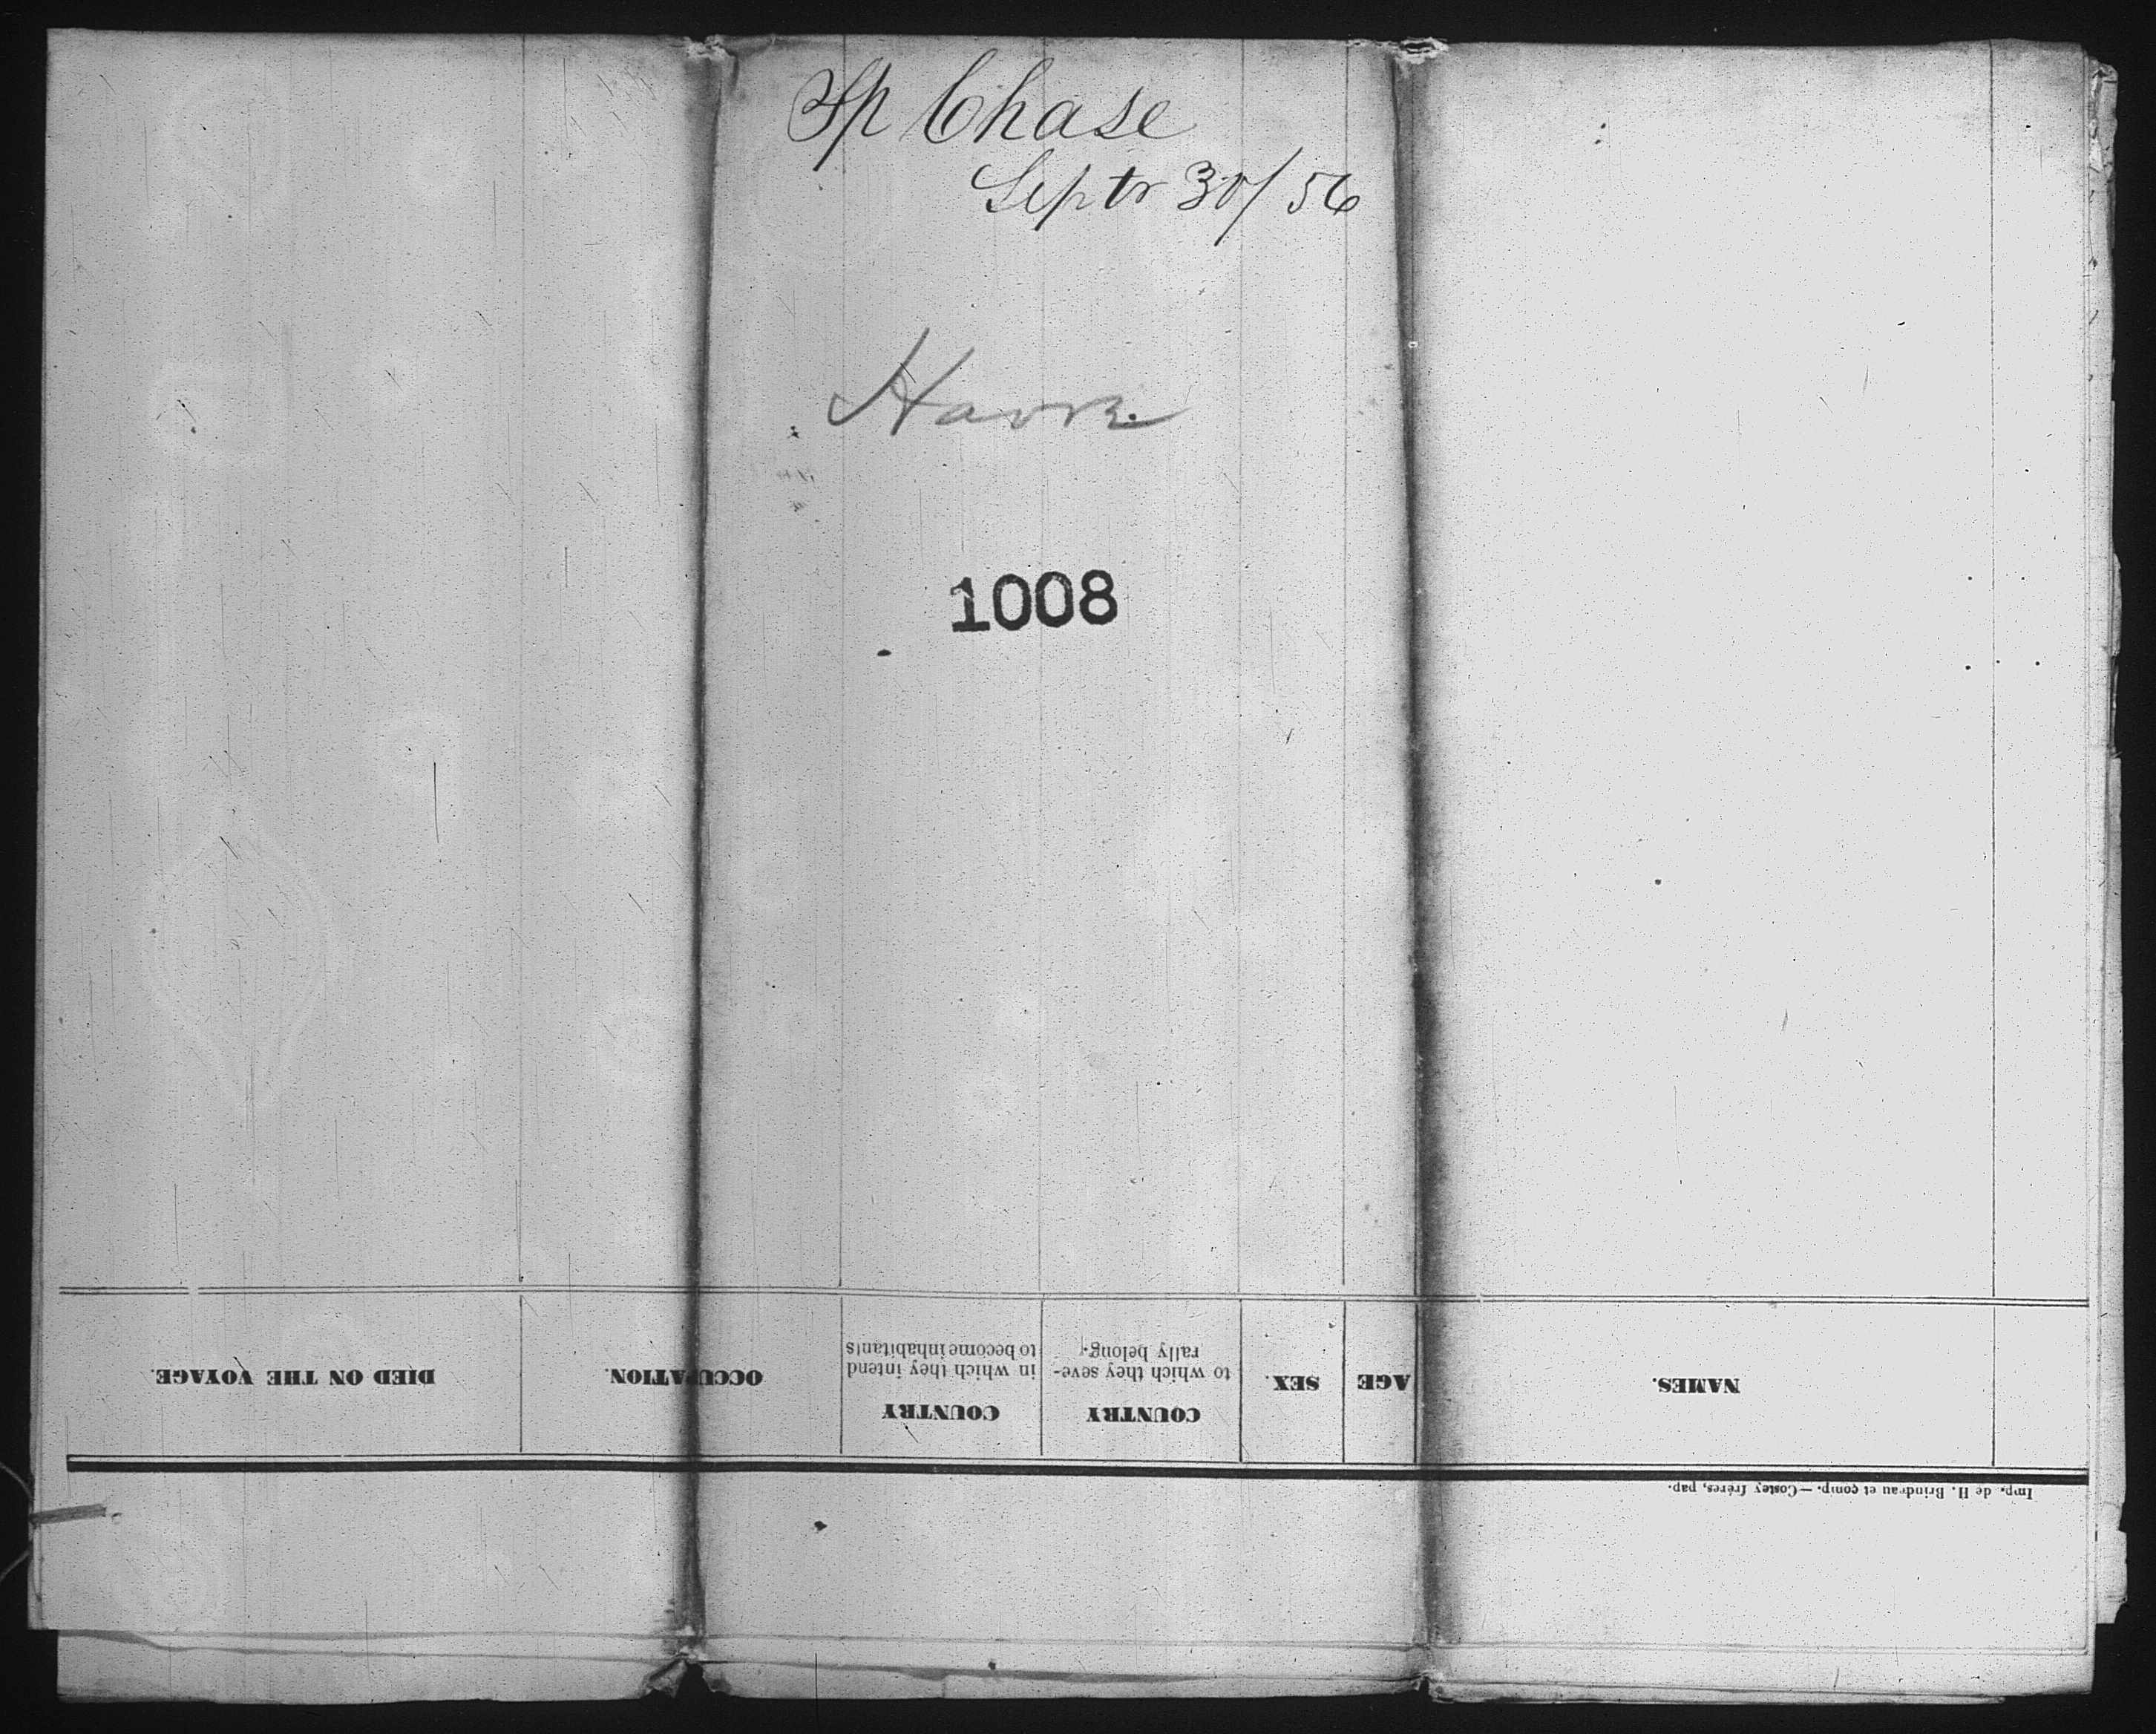 Sp Chase
Septr 30/56
Havre
1008
Imp. de H. Brindeau et comp. — Costey frères, pap.
NAMES.
AGE
SEX.
COUNTRY
to which they seve-
rally belong.
COUNTRY
in which they intend
to become inhabitants
OCCUPATION.
DIED ON THE VOYAGE.